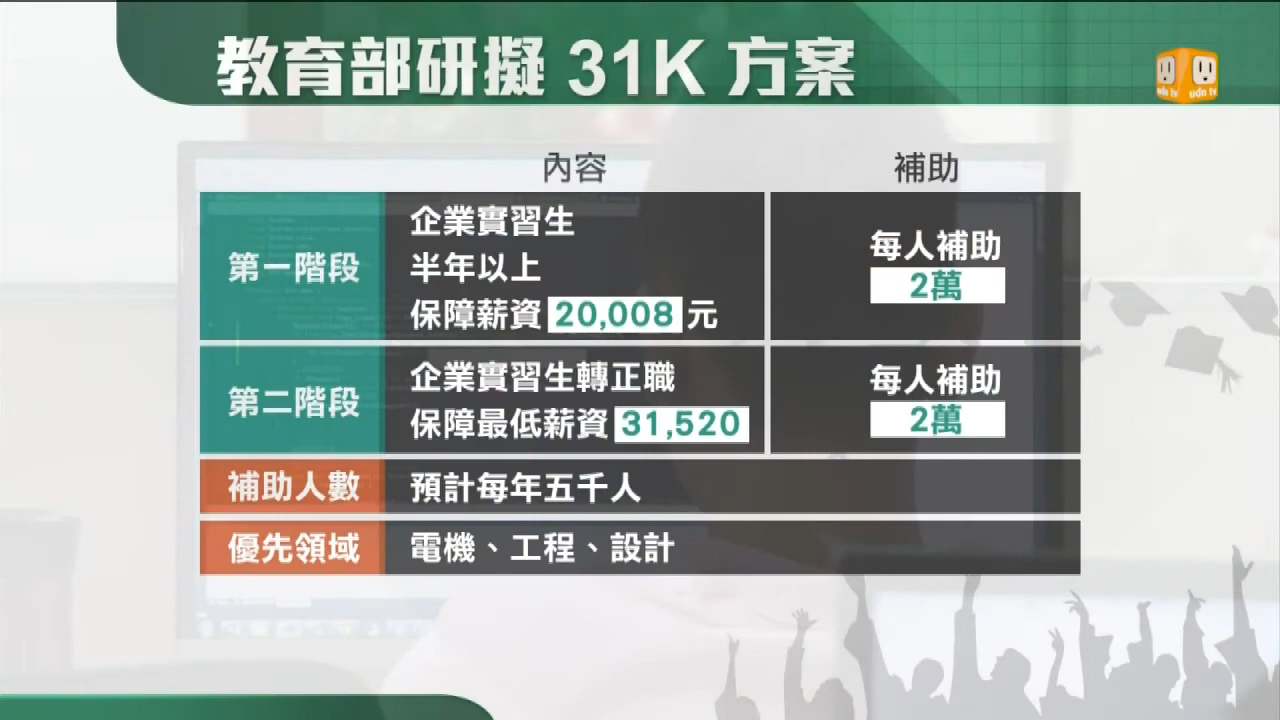 教育部研擬 31K 方案
udn tv
udn tv
內容
補助
第一階段
企業實習生
半年以上
保障薪資 20,008 元
每人補助
2萬
第二階段
企業實習生轉正職
保障最低薪資 31,520
每人補助
2萬
補助人數
預計每年五千人
優先領域
電機、工程、設計